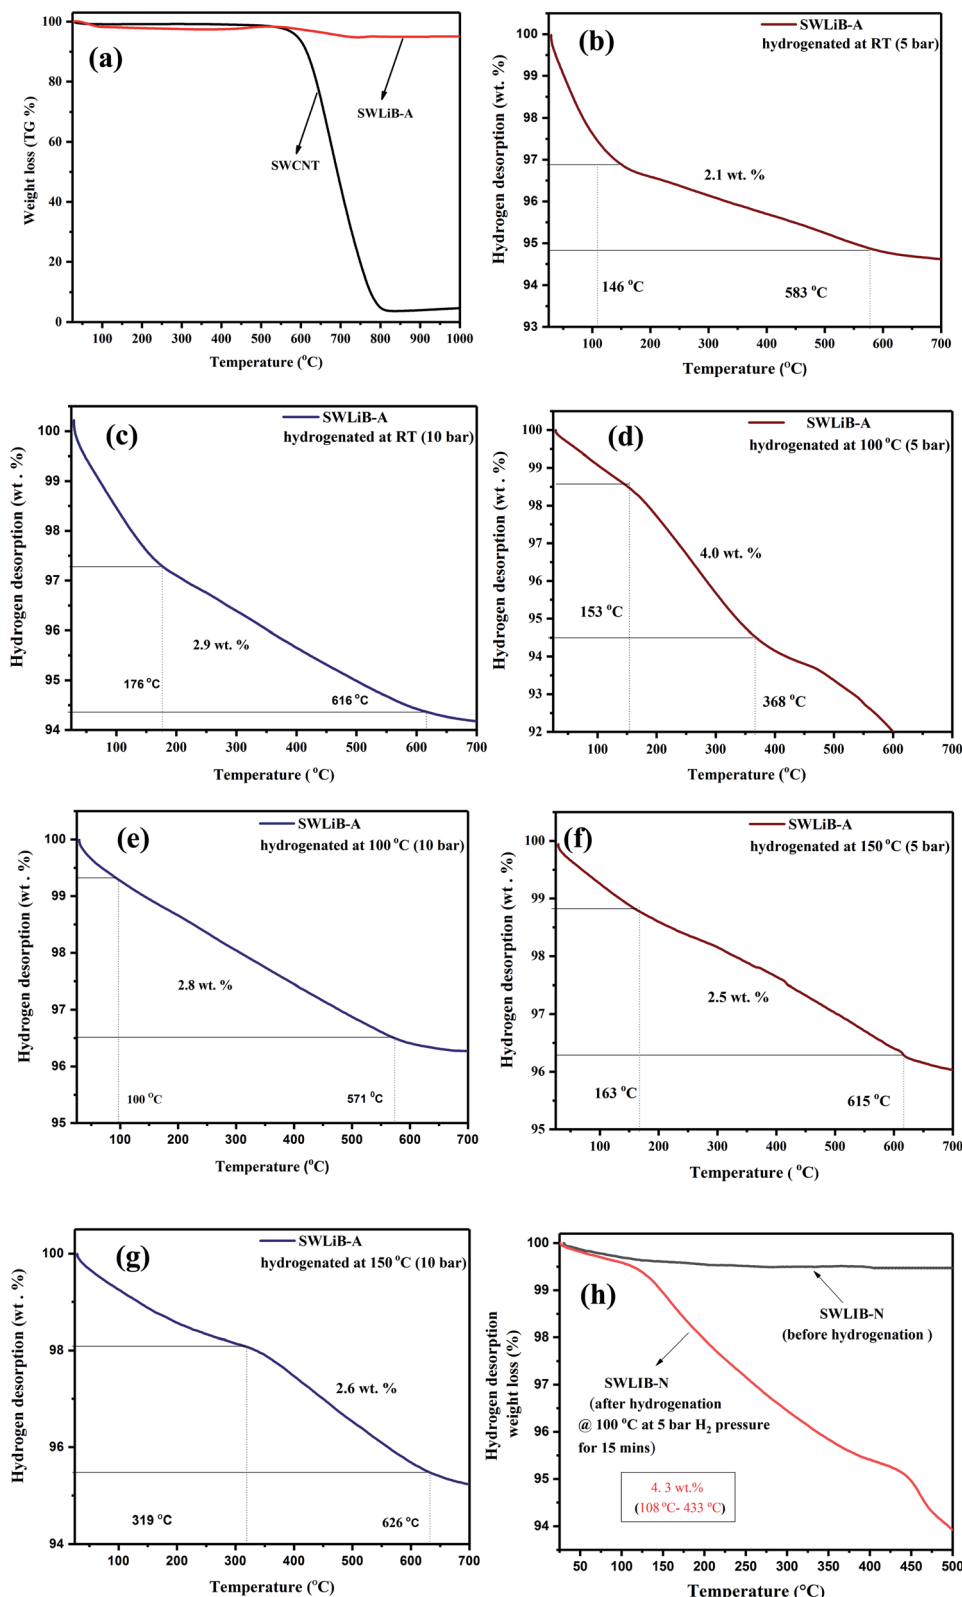 (a)
SWLiB-A
SWCNT
Weight loss (TG %)
100
80
60
40
20
0
100 200 300 400 500 600 700 800 900 1000
Temperature (°C)
(b)
SWLiB-A
hydrogenated at RT (5 bar)
Hydrogen desorption (wt. %)
100
99
98
97
96
95
94
93
2.1 wt. %
146 °C
583 °C
100 200 300 400 500 600 700
Temperature (°C)
(c)
SWLiB-A
hydrogenated at RT (10 bar)
Hydrogen desorption (wt . %)
100
99
98
97
96
95
94
2.9 wt. %
176 °C
616 °C
100 200 300 400 500 600 700
Temperature (°C)
(d)
SWLiB-A
hydrogenated at 100 °C (5 bar)
Hydrogen desorption (wt . %)
100
99
98
97
96
95
94
93
92
4.0 wt. %
153 °C
368 °C
100 200 300 400 500 600 700
Temperature (°C)
(e)
SWLiB-A
hydrogenated at 100 °C (10 bar)
Hydrogen desorption (wt . %)
100
99
98
97
96
95
2.8 wt. %
100 °C
571 °C
100 200 300 400 500 600 700
Temperature (°C)
(f)
SWLiB-A
hydrogenated at 150 °C (5 bar)
Hydrogen desorption (wt . %)
100
99
98
97
96
95
2.5 wt. %
163 °C
615 °C
100 200 300 400 500 600 700
Temperature ( °C)
(g)
SWLiB-A
hydrogenated at 150 °C (10 bar)
Hydrogen desorption (wt. %)
100
98
96
94
2.6 wt. %
319 °C
626 °C
100 200 300 400 500 600 700
Temperature (°C)
(h)
Hydrogen desorption
weight loss (%)
100
99
98
97
96
95
94
SWLIB-N
(before hydrogenation )
SWLIB-N
(after hydrogenation
@ 100 °C at 5 bar H₂ pressure
for 15 mins)
4. 3 wt.%
(108 °C- 433 °C)
50 100 150 200 250 300 350 400 450 500
Temperature (°C)